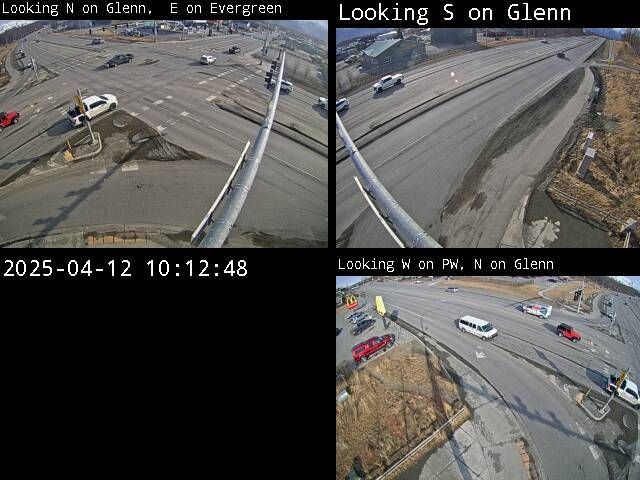 Looking N on Glenn,  E on Evergreen
Looking S on Glenn
2025-04-12 10:12:48
Looking W on PW, N on Glenn